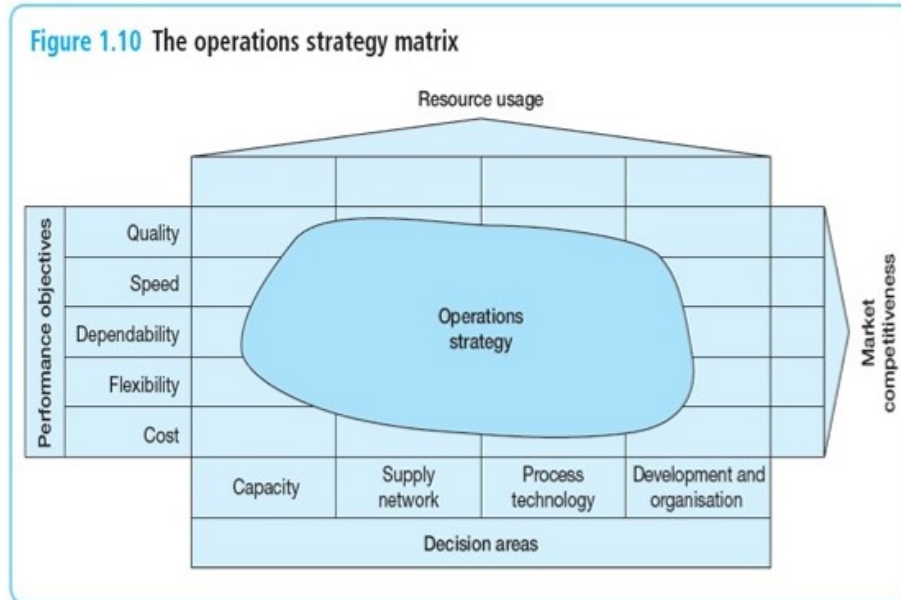 Figure 1.10 The operations strategy matrix
Resource usage
Performance objectives
Quality
Speed
Dependability
Flexibility
Cost
Operations
strategy
Market
competitiveness
Capacity
Supply
network
Process
technology
Development and
organisation
Decision areas